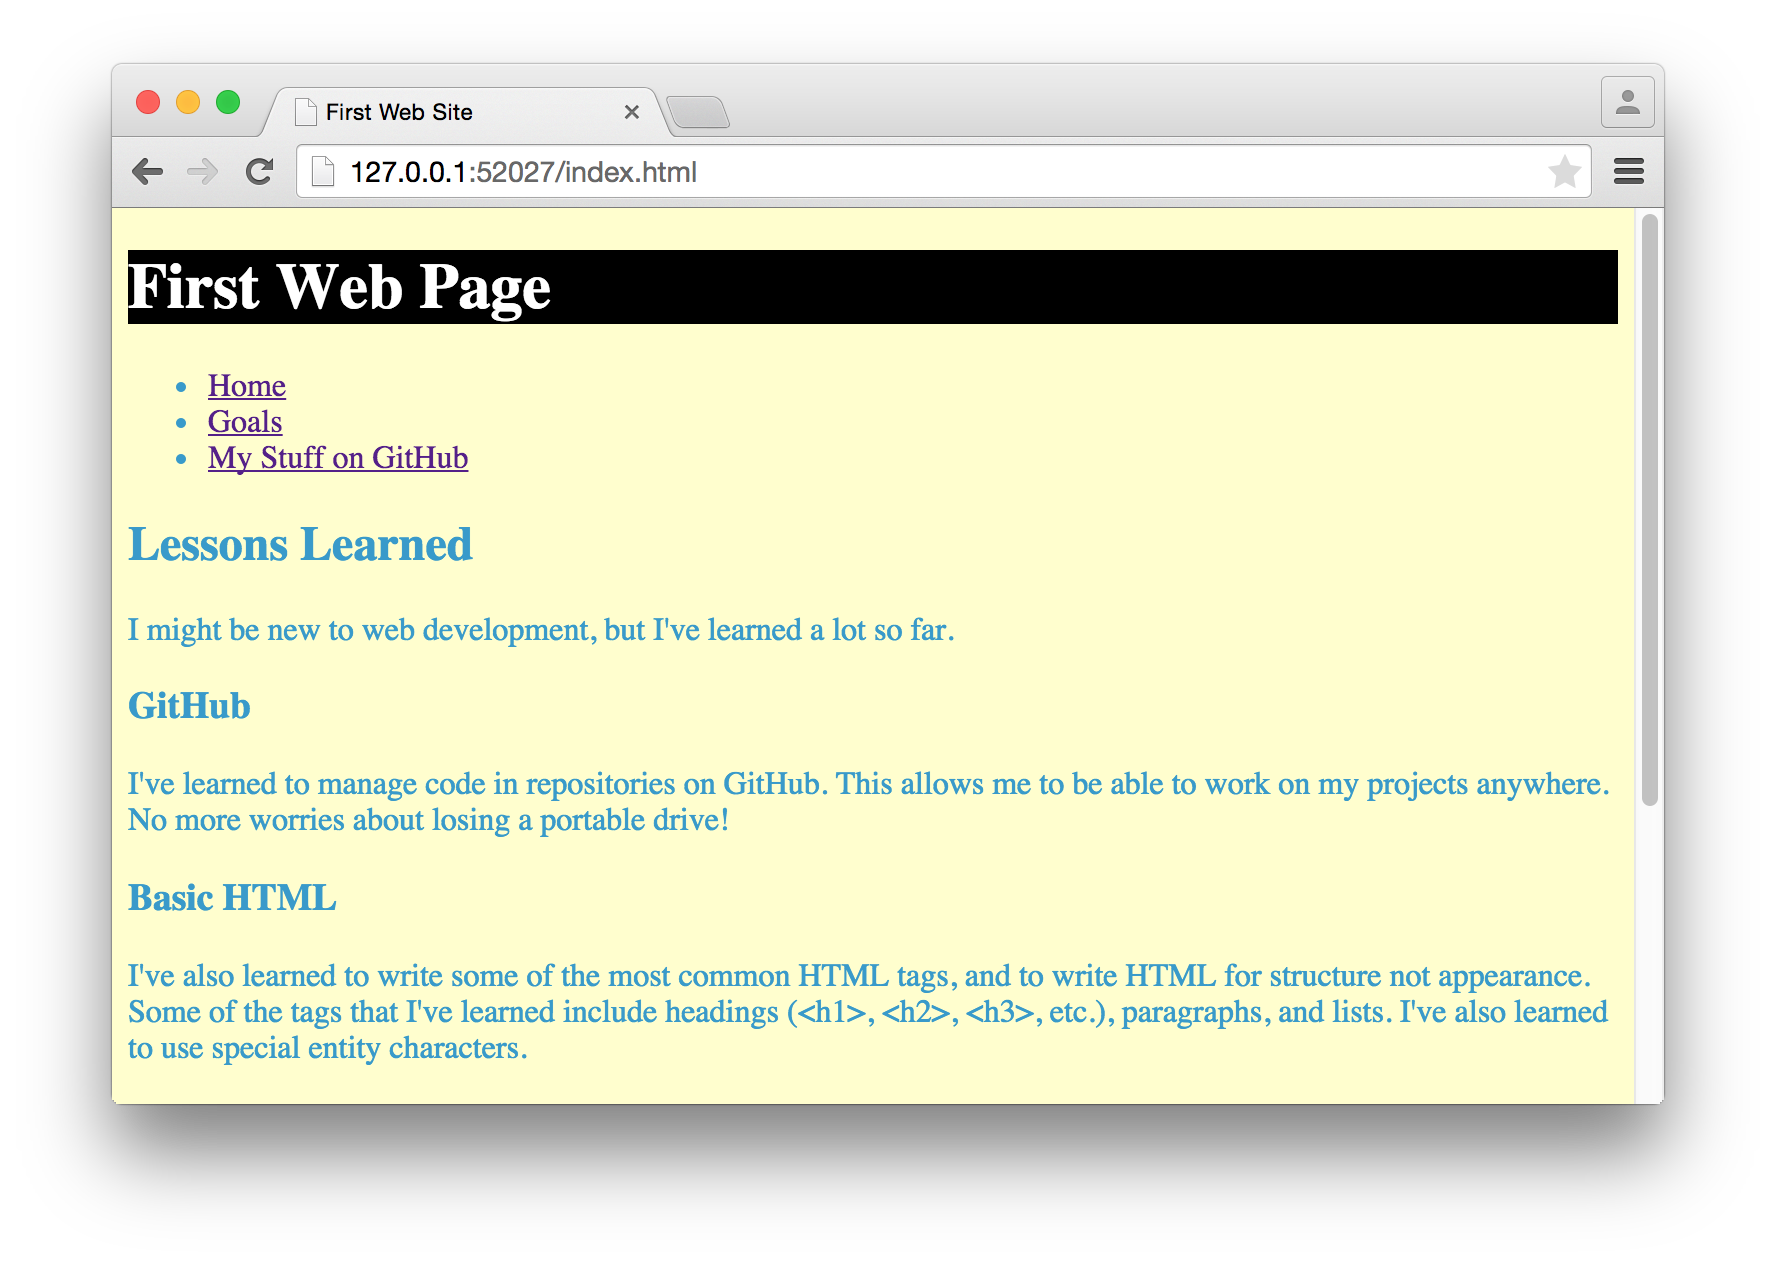 First Web Site
127.0.0.1:52027/index.html
First Web Page
Home
Goals
My Stuff on GitHub
Lessons Learned
I might be new to web development, but I've learned a lot so far.
GitHub
I've learned to manage code in repositories on GitHub. This allows me to be able to work on my projects anywhere.
No more worries about losing a portable drive!
Basic HTML
I've also learned to write some of the most common HTML tags, and to write HTML for structure not appearance.
Some of the tags that I've learned include headings (<h1>, <h2>, <h3>, etc.), paragraphs, and lists. I've also learned
to use special entity characters.